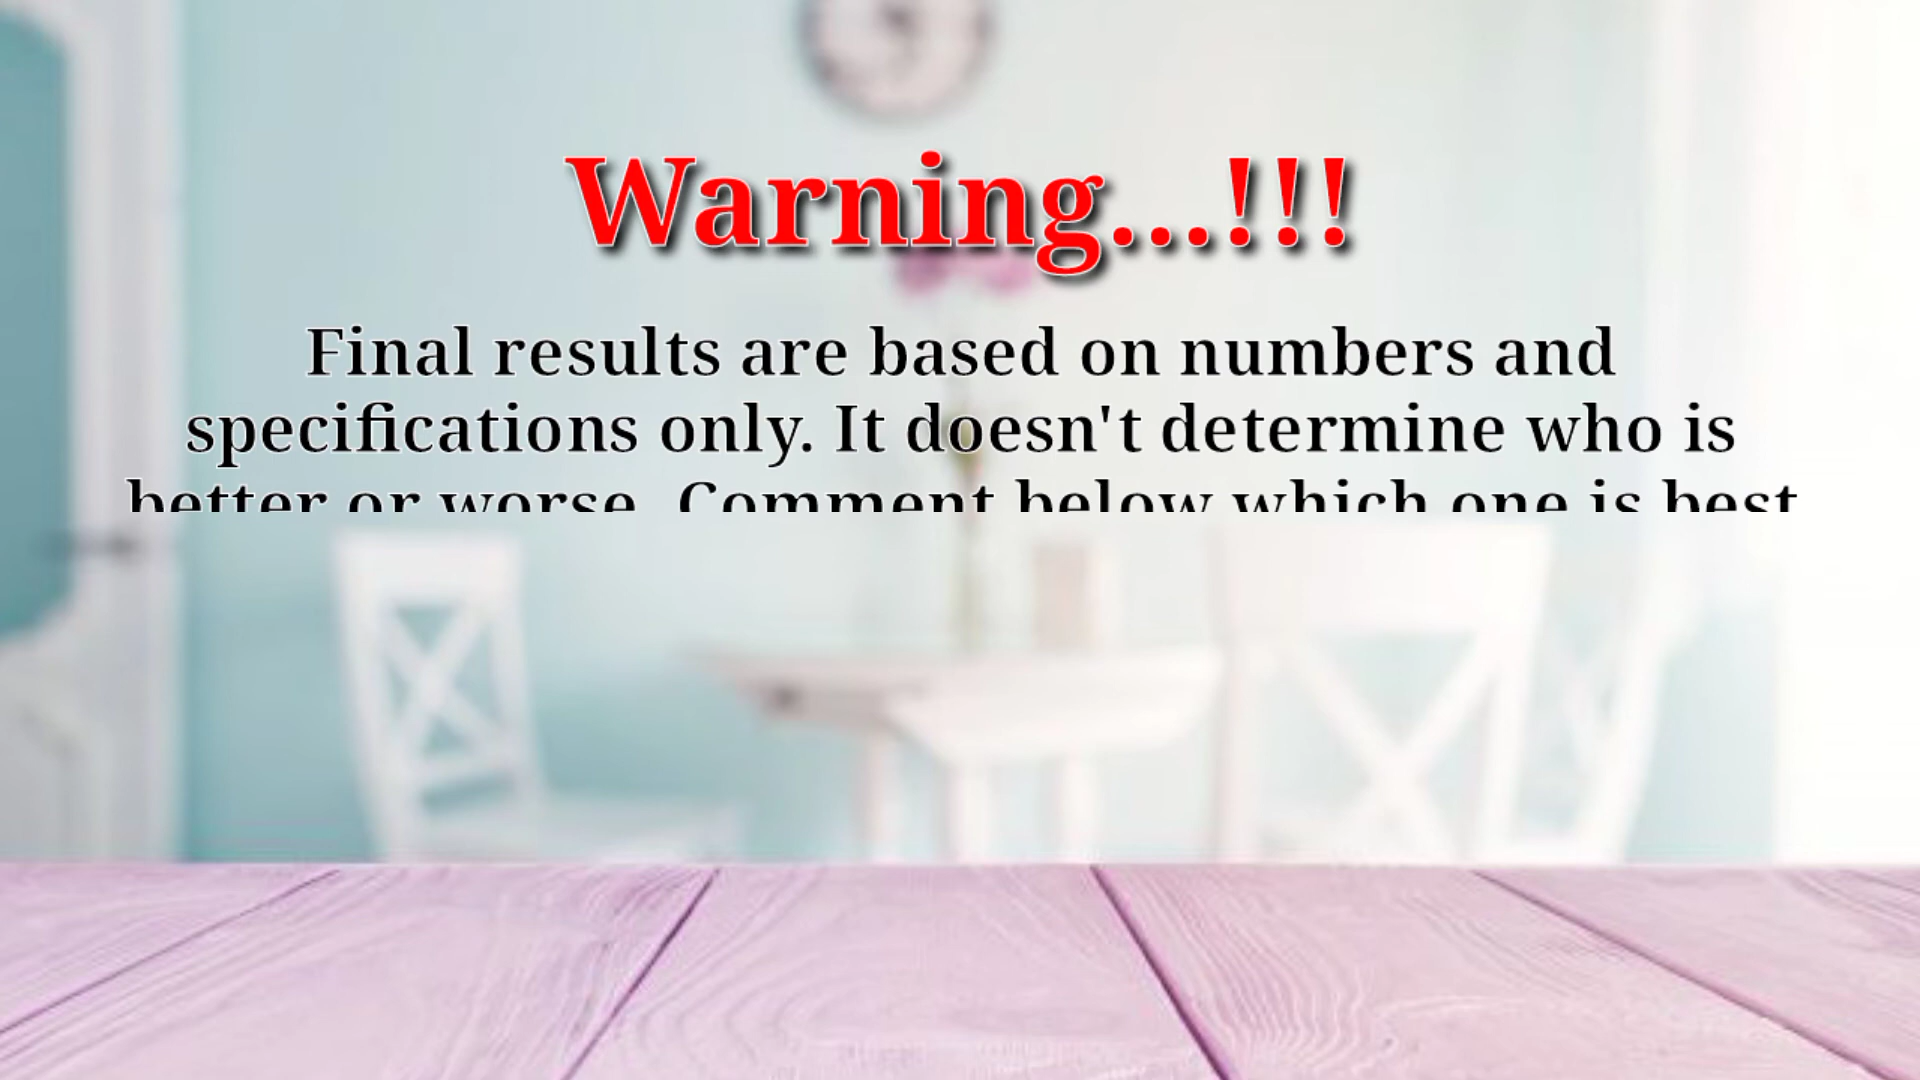 Warning...!!!
Final results are based on numbers and
specifications only. It doesn't determine who is
better or worse. Comment below which one is best